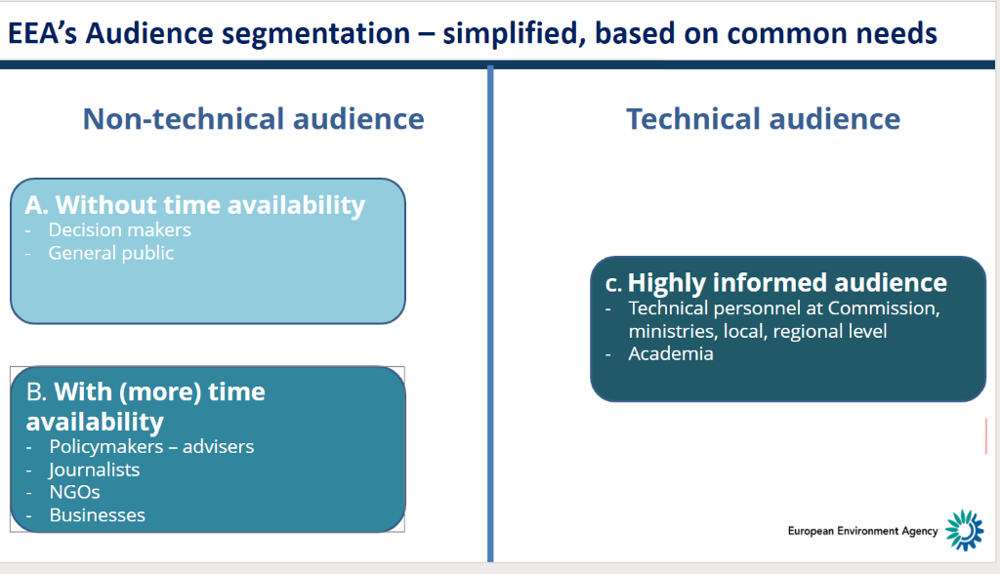 EEA’s Audience segmentation – simplified, based on common needs
Non-technical audience
A. Without time availability
- Decision makers
- General public
B. With (more) time
availability
- Policymakers – advisers
- Journalists
- NGOs
- Businesses
Technical audience
c. Highly informed audience
- Technical personnel at Commission,
ministries, local, regional level
- Academia
European Environment Agency